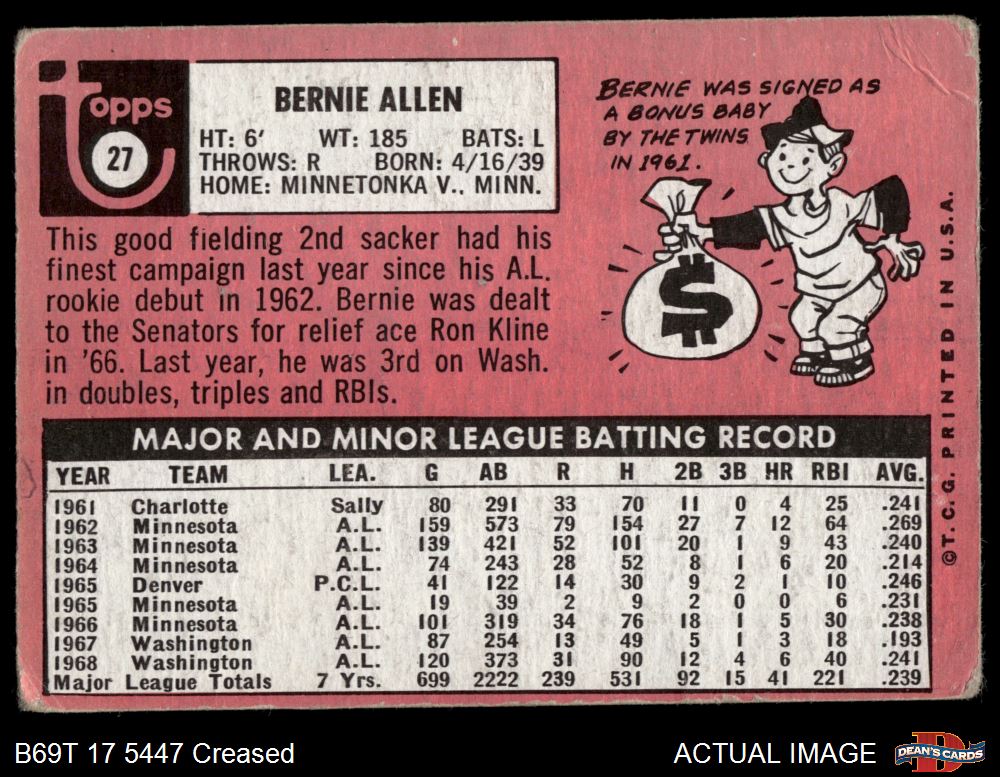 topps
27
BERNIE ALLEN
HT: 6' WT: 185 BATS: L
THROWS: R BORN: 4/16/39
HOME: MINNETONKA V., MINN.
BERNIE WAS SIGNED AS
A BONUS BABY
BY THE TWINS
IN 1961.
$
This good fielding 2nd sacker had his
finest campaign last year since his A.L.
rookie debut in 1962. Bernie was dealt
to the Senators for relief ace Ron Kline
in '66. Last year, he was 3rd on Wash.
in doubles, triples and RBIs.
©T.C.G. PRINTED IN U.S.A.
MAJOR AND MINOR LEAGUE BATTING RECORD
YEAR TEAM LEA. G AB R H 2B 3B HR RBI AVG.
1961 Charlotte Sally 80 291 33 70 11 0 4 25 .241
1962 Minnesota A.L. 159 573 79 154 27 7 12 64 .269
1963 Minnesota A.L. 139 421 52 101 20 1 9 43 .240
1964 Minnesota A.L. 74 243 28 52 8 1 6 20 .214
1965 Denver P.C.L. 41 122 14 30 9 2 1 10 .246
1965 Minnesota A.L. 19 39 2 9 2 0 0 6 .231
1966 Minnesota A.L. 101 319 34 76 18 1 5 30 .238
1967 Washington A.L. 87 254 13 49 5 1 3 18 .193
1968 Washington A.L. 120 373 31 90 12 4 6 40 .241
Major League Totals 7 Yrs. 699 2222 239 531 92 15 41 221 .239
B69T 17 5447 Creased
ACTUAL IMAGE
D
DEAN'S CARDS